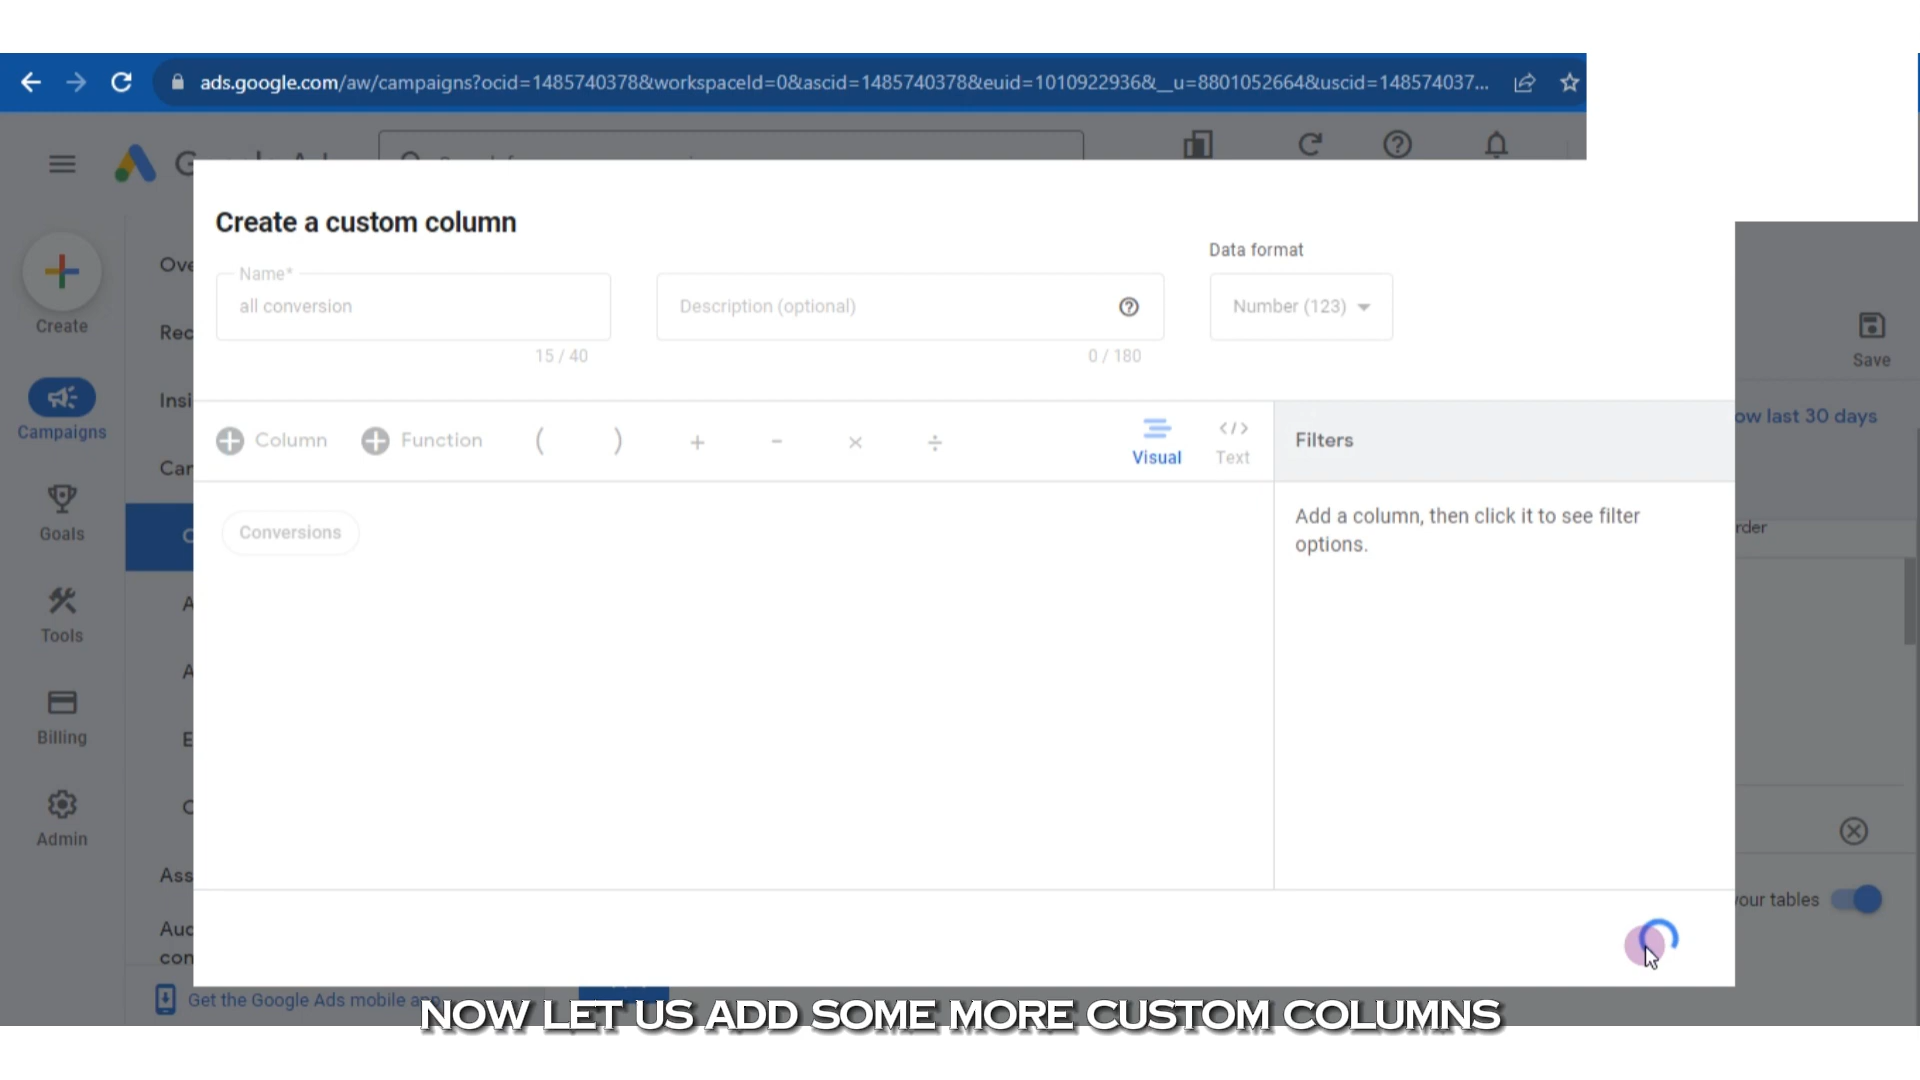 ads.google.com/aw/campaigns?ocid=1485740378&workspaceId=0&ascid=1485740378&euid=1010922936&__u=8801052664&uscid=148574037...
Create a custom column
Name*
all conversion
15 / 40
Description (optional)
0 / 180
Data format
Number (123)
Create
Campaigns
Goals
Tools
Billing
Admin
Ove
Rec
Insi
Car
C
A
A
E
C
Ass
Aud
con
Save
ow last 30 days
rder
Column
Function
( ) + - × ÷
Visual
</>
Text
Filters
Conversions
Add a column, then click it to see filter
options.
your tables
Get the Google Ads mobile app
NOW LET US ADD SOME MORE CUSTOM COLUMNS